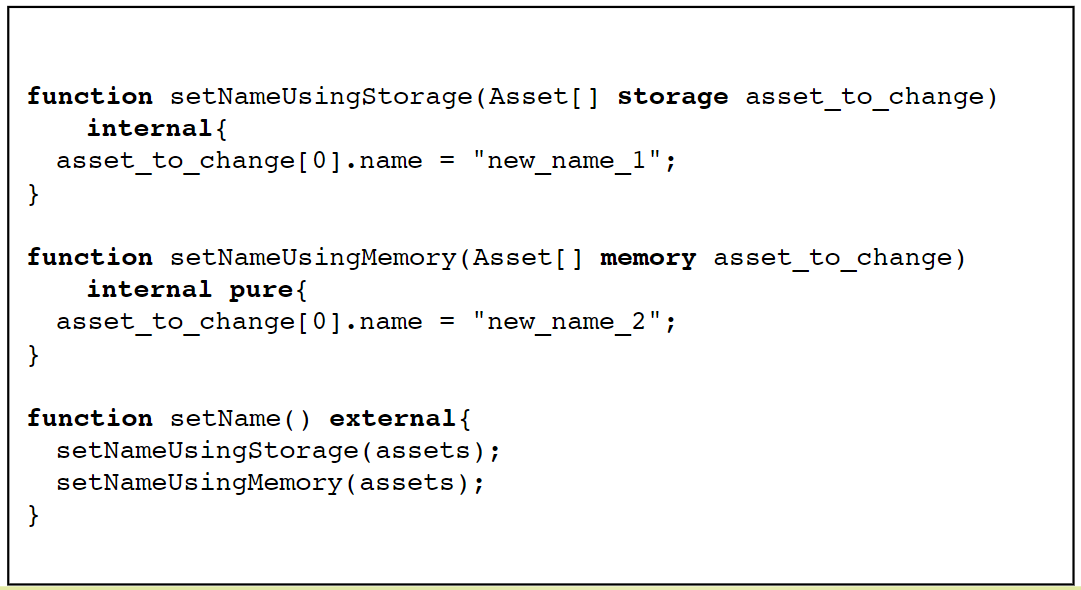 function setNameUsingStorage(Asset[] storage asset_to_change)
    internal{
  asset_to_change[0].name = "new_name_1";
}

function setNameUsingMemory(Asset[] memory asset_to_change)
    internal pure{
  asset_to_change[0].name = "new_name_2";
}

function setName() external{
  setNameUsingStorage(assets);
  setNameUsingMemory(assets);
}